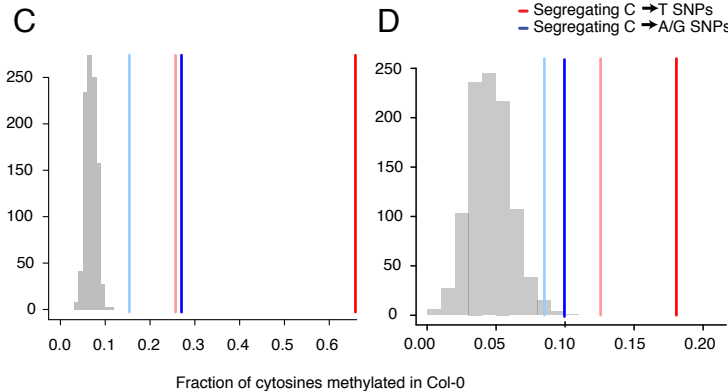 C
D
Segregating C → T SNPs
Segregating C → A/G SNPs
250
200
150
100
50
0
0.0 0.1 0.2 0.3 0.4 0.5 0.6
250
200
150
100
50
0
0.00 0.05 0.10 0.15 0.20
Fraction of cytosines methylated in Col-0